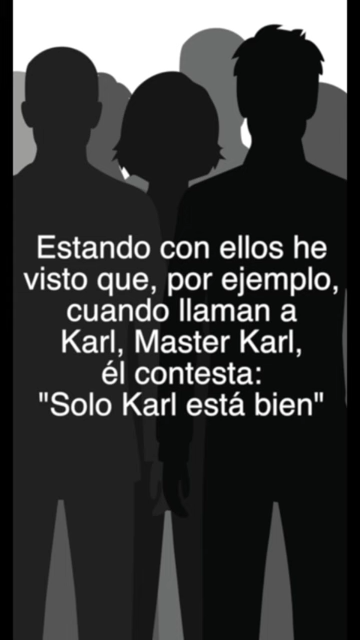 Estando con ellos he
visto que, por ejemplo,
cuando llaman a
Karl, Master Karl,
él contesta:
"Solo Karl está bien"